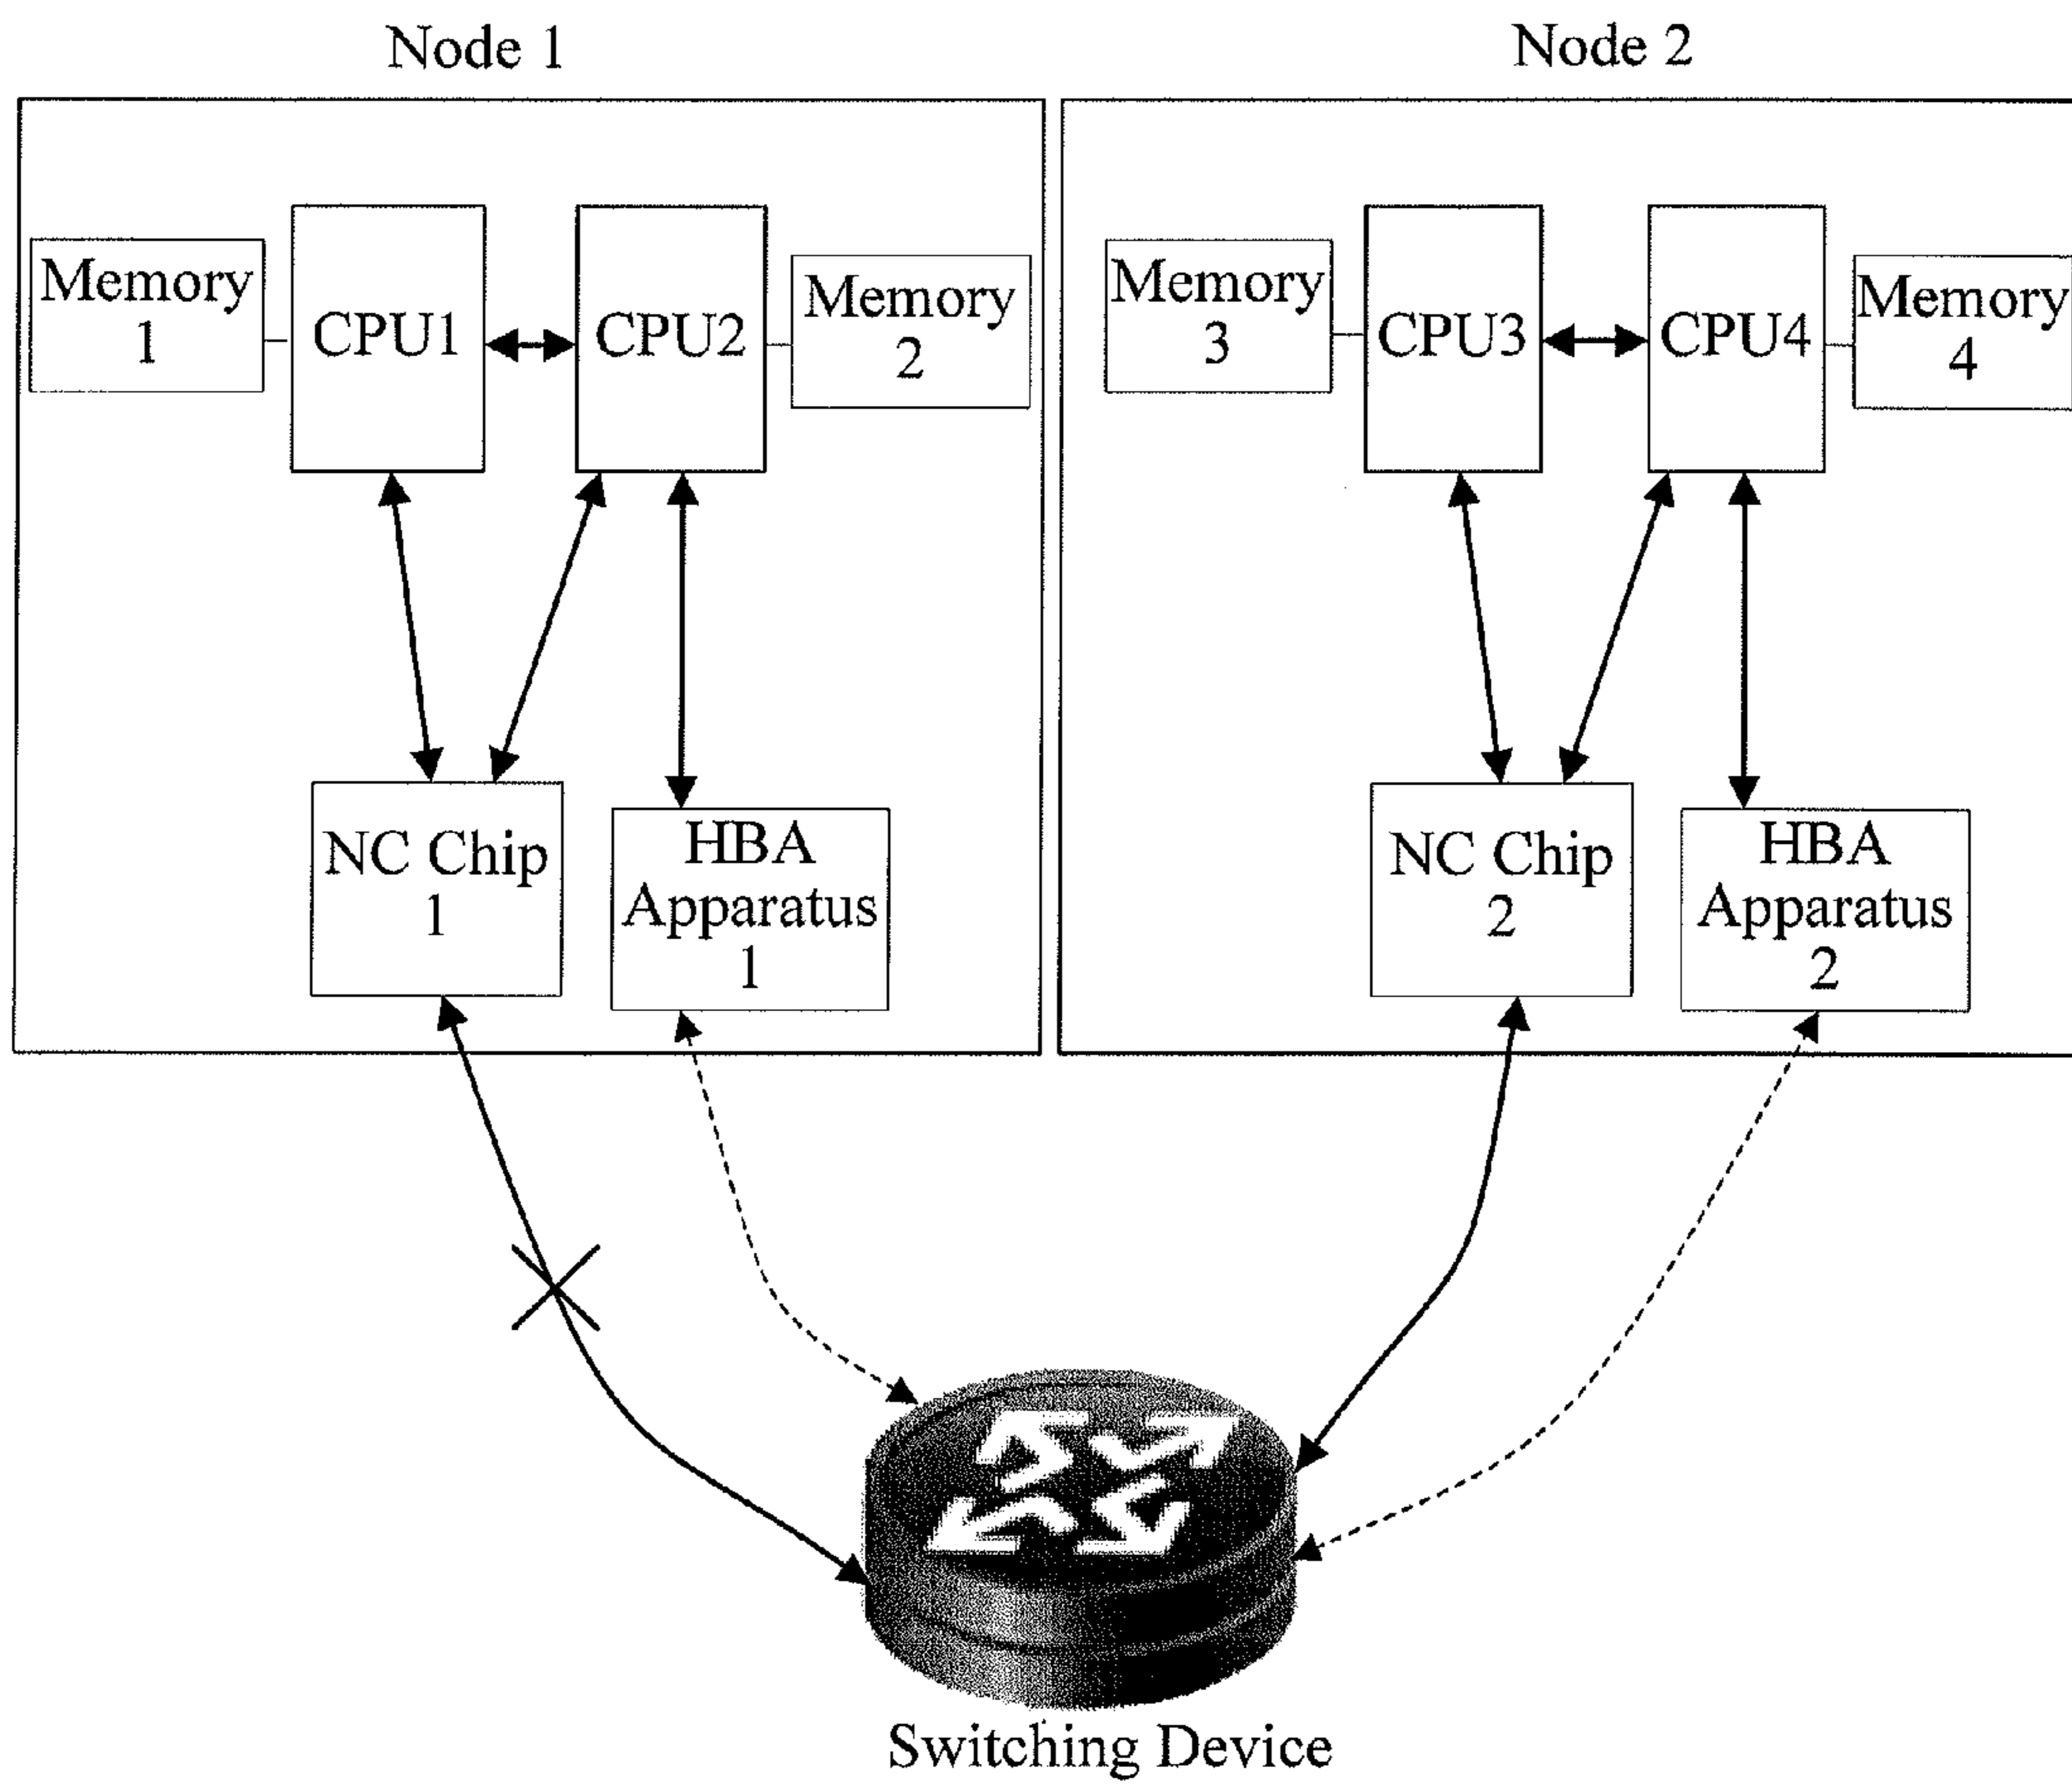 Node 1
Node 2
Memory
1
CPU1
CPU2
Memory
2
Memory
3
CPU3
CPU4
Memory
4
NC Chip
1
HBA
Apparatus
1
NC Chip
2
HBA
Apparatus
2
Switching Device